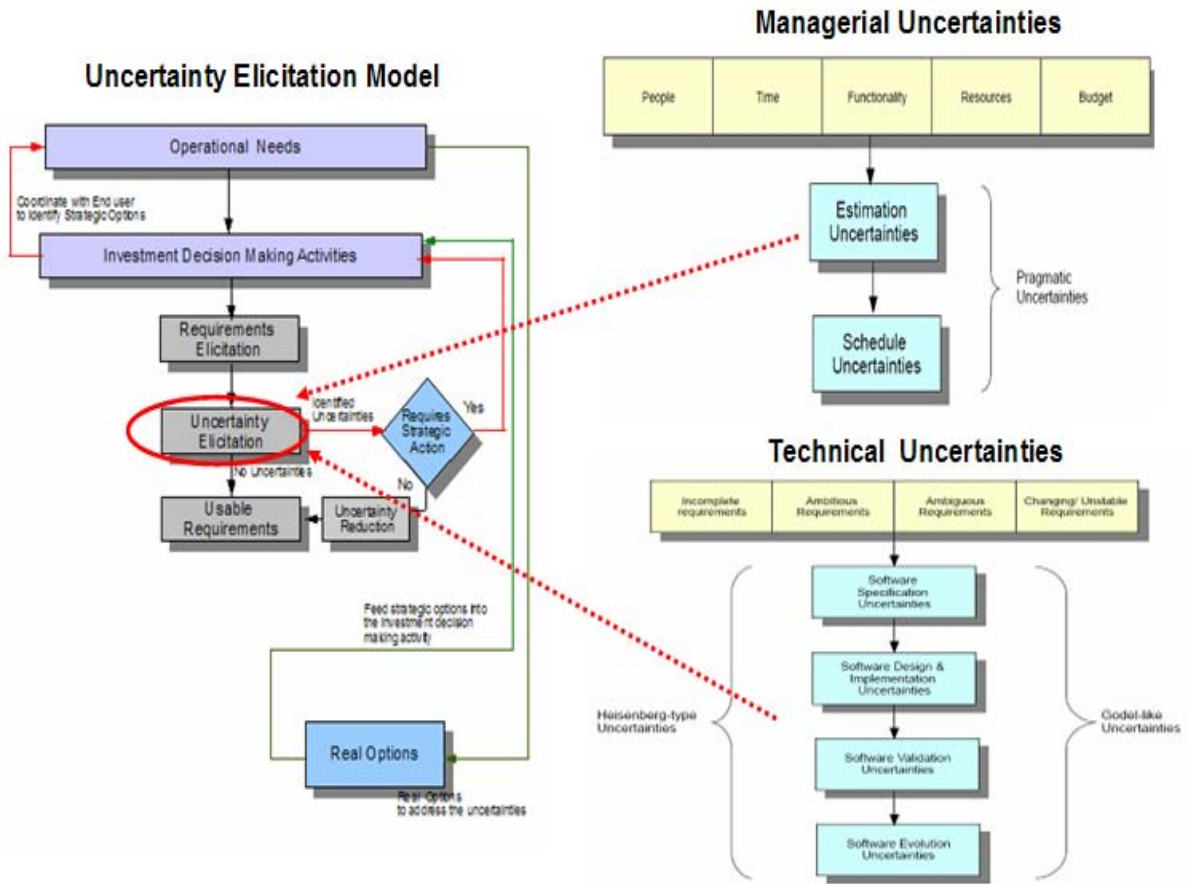 Uncertainty Elicitation Model
Operational Needs
Coordinate with End user
to Identify Strategic Options
Investment Decision Making Activities
Requirements
Elicitation
Uncertainty
Elicitation
Identified
Uncertainties
Requires
Strategic
Action
Yes
No
No Uncertainties
Usable
Requirements
Uncertainty
Reduction
Feed strategic options into
the Investment decision
making activity
Real Options
Real Options
to address the uncertainties
Managerial Uncertainties
People
Time
Functionality
Resources
Budget
Estimation
Uncertainties
Schedule
Uncertainties
Pragmatic
Uncertainties
Technical Uncertainties
Incomplete
requirements
Ambitious
Requirements
Ambiguous
Requirements
Changing/ Unstable
Requirements
Software
Specification
Uncertainties
Software Design &
Implementation
Uncertainties
Software Validation
Uncertainties
Software Evolution
Uncertainties
Heisenberg-type
Uncertainties
Godel-like
Uncertainties